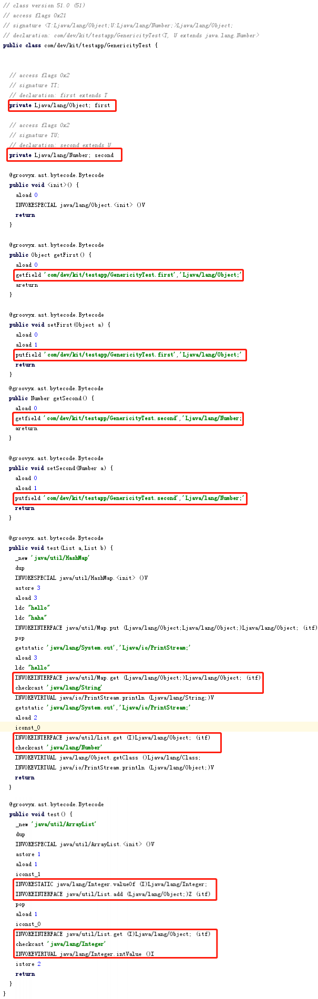 // class version 51.0 (51)
// access flags 0x21
// signature <T:Ljava/lang/Object;U:Ljava/lang/Number;>Ljava/lang/Object;
// declaration: com/dev/kit/testapp/GenericityTest<T, U extends java.lang.Number>
public class com/dev/kit/testapp/GenericityTest {
// access flags 0x2
// signature TT;
// declaration: first extends T
private Ljava/lang/Object; first
// access flags 0x2
// signature TU;
// declaration: second extends U
private Ljava/lang/Number; second
@groovyx.ast.bytecode.Bytecode
public void <init>() {
aload 0
INVOKESPECIAL java/lang/Object.<init> ()V
return
}
@groovyx.ast.bytecode.Bytecode
public Object getFirst() {
aload 0
getfield 'com/dev/kit/testapp/GenericityTest.first','Ljava/lang/Object;'
areturn
}
@groovyx.ast.bytecode.Bytecode
public void setFirst(Object a) {
aload 0
aload 1
putfield 'com/dev/kit/testapp/GenericityTest.first','Ljava/lang/Object;'
return
}
@groovyx.ast.bytecode.Bytecode
public Number getSecond() {
aload 0
getfield 'com/dev/kit/testapp/GenericityTest.second','Ljava/lang/Number;
areturn
}
@groovyx.ast.bytecode.Bytecode
public void setSecond(Number a) {
aload 0
aload 1
putfield 'com/dev/kit/testapp/GenericityTest.second','Ljava/lang/Number;'
return
}
@groovyx.ast.bytecode.Bytecode
public void test(List a,List b) {
_new 'java/util/HashMap'
dup
INVOKESPECIAL java/util/HashMap.<init> ()V
astore 3
aload 3
ldc "hello"
ldc "haha"
INVOKEINTERFACE java/util/Map.put (Ljava/lang/Object;Ljava/lang/Object;)Ljava/lang/Object; (itf)
pop
getstatic 'java/lang/System.out','Ljava/io/PrintStream;'
aload 3
ldc "hello"
INVOKEINTERFACE java/util/Map.get (Ljava/lang/Object;)Ljava/lang/Object; (itf)
checkcast 'java/lang/String'
INVOKEVIRTUAL java/io/PrintStream.println (Ljava/lang/String;)V
getstatic 'java/lang/System.out','Ljava/io/PrintStream;'
aload 2
iconst_0
INVOKEINTERFACE java/util/List.get (I)Ljava/lang/Object; (itf)
checkcast 'java/lang/Number'
INVOKEVIRTUAL java/lang/Object.getClass ()Ljava/lang/Class;
INVOKEVIRTUAL java/io/PrintStream.println (Ljava/lang/Object;)V
return
}
@groovyx.ast.bytecode.Bytecode
public void test() {
_new 'java/util/ArrayList'
dup
INVOKESPECIAL java/util/ArrayList.<init> ()V
astore 1
aload 1
iconst_1
INVOKESTATIC java/lang/Integer.valueOf (I)Ljava/lang/Integer;
INVOKEINTERFACE java/util/List.add (Ljava/lang/Object;)Z (itf)
pop
aload 1
iconst_0
INVOKEINTERFACE java/util/List.get (I)Ljava/lang/Object; (itf)
checkcast 'java/lang/Integer'
INVOKEVIRTUAL java/lang/Integer.intValue ()I
istore 2
return
}
}